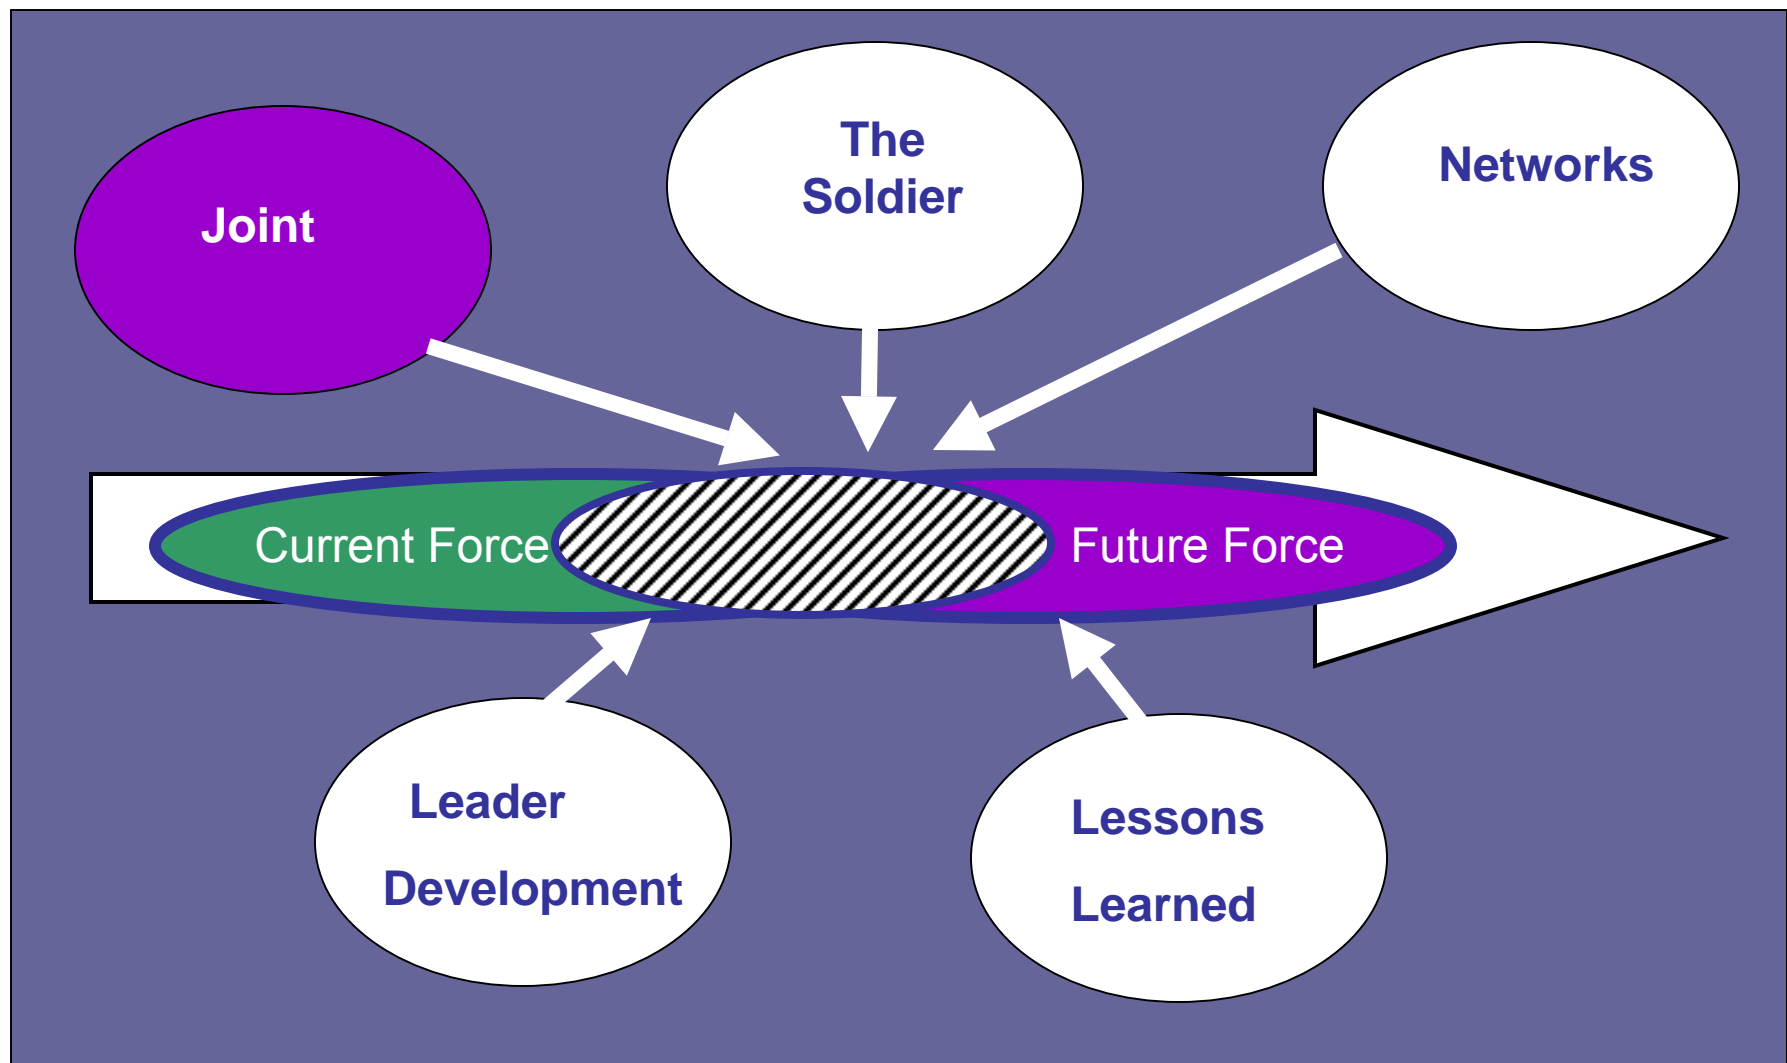 The
Soldier
Networks
Joint
Current Force
Future Force
Leader
Development
Lessons
Learned